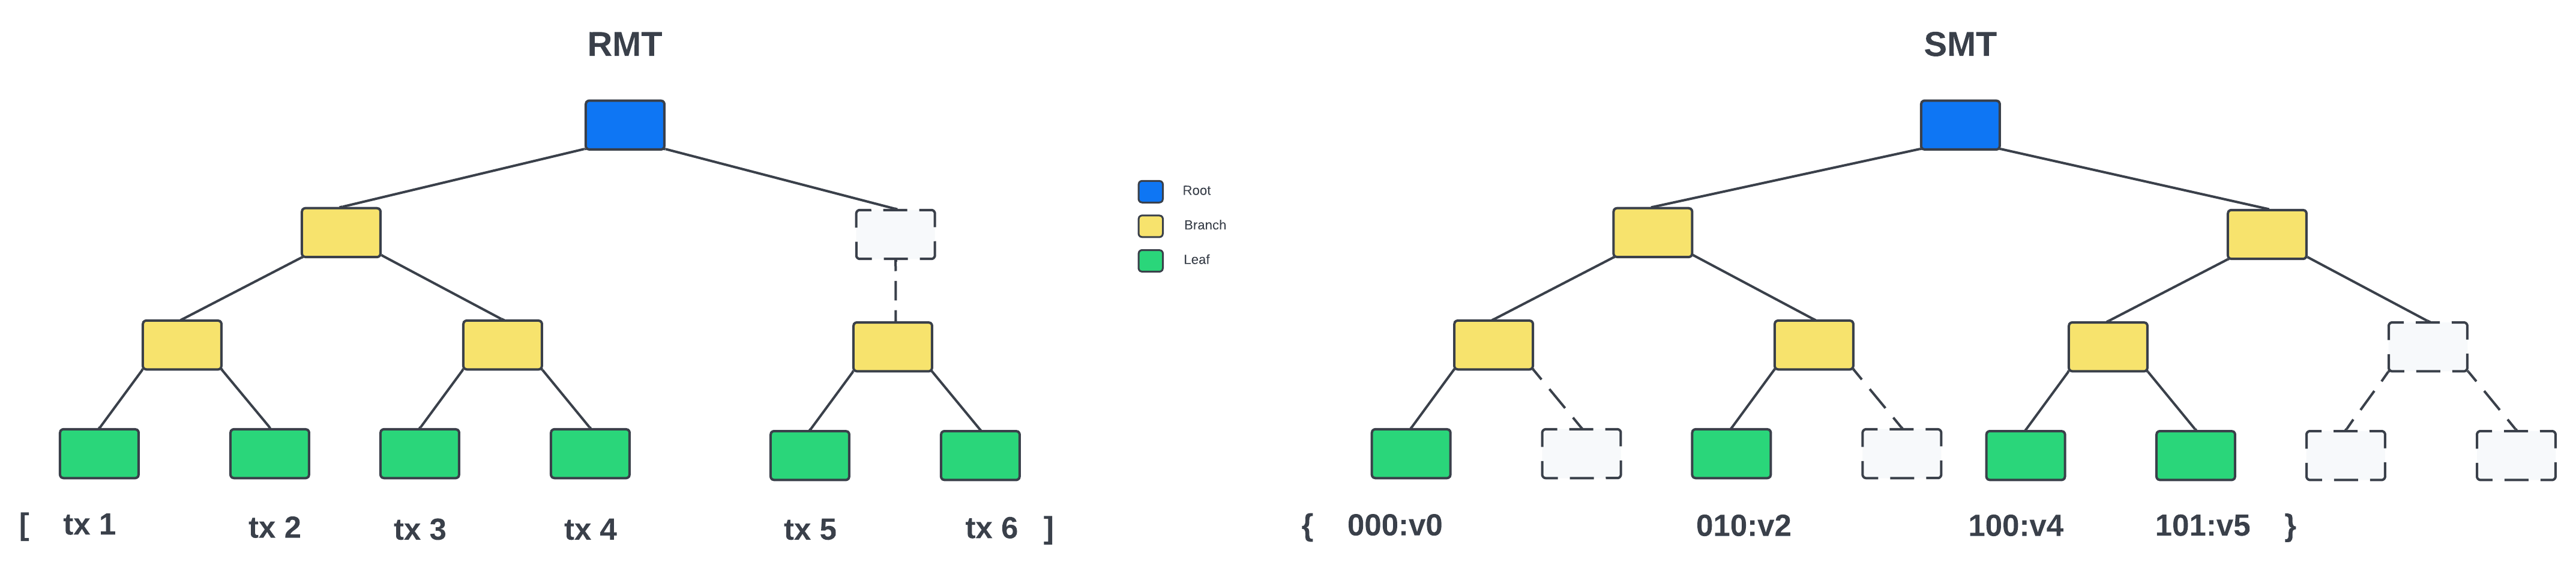 RMT
SMT
Root
Branch
Leaf
[ tx 1 tx 2 tx 3 tx 4 tx 5 tx 6 ]
{ 000:v0 010:v2 100:v4 101:v5 }